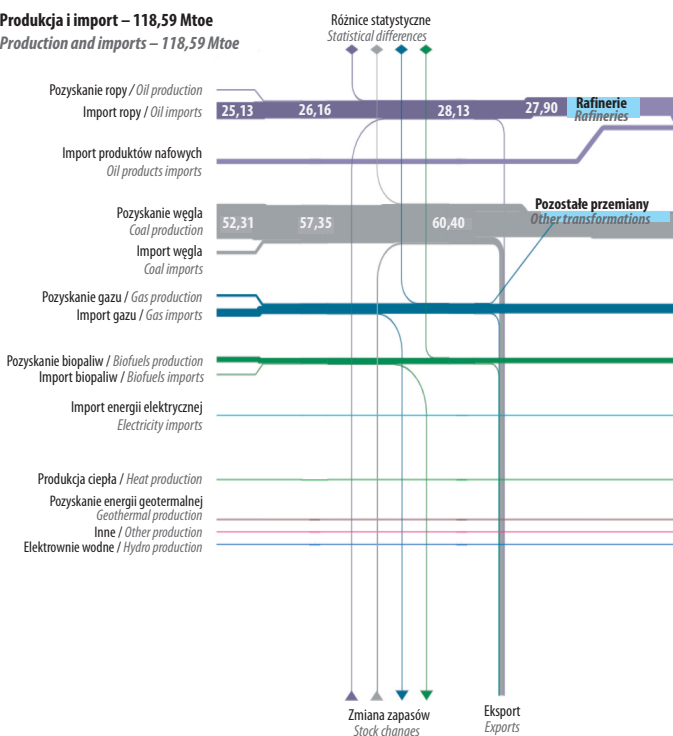 Produkcja i import – 118,59 Mtoe
Production and imports – 118,59 Mtoe
Różnice statystyczne
Statistical differences
Pozyskanie ropy / Oil production
Import ropy / Oil imports
25,13 26,16 28,13 27,90
Rafinerie
Rafineries
Import produktów nafowych
Oil products imports
Pozyskanie węgla
Coal production
52,31 57,35 60,40
Pozostałe przemiany
Other transformations
Import węgla
Coal imports
Pozyskanie gazu / Gas production
Import gazu / Gas imports
Pozyskanie biopaliw / Biofuels production
Import biopaliw / Biofuels imports
Import energii elektrycznej
Electricity imports
Produkcja ciepła / Heat production
Pozyskanie energii geotermalnej
Geothermal production
Inne / Other production
Elektrownie wodne / Hydro production
Zmiana zapasów
Stock changes
Eksport
Exports